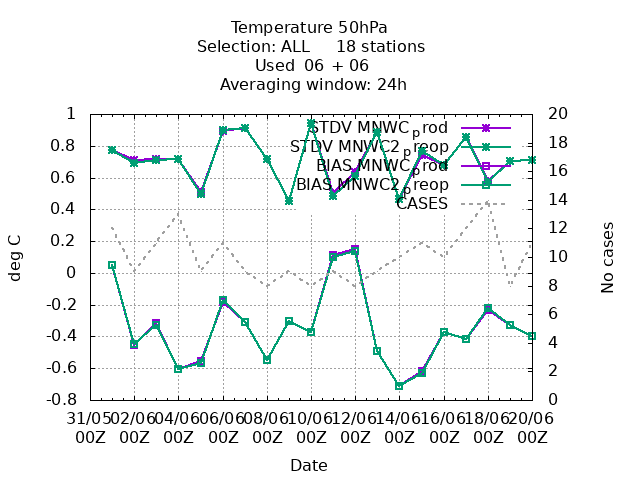 Temperature 50hPa
Selection: ALL 18 stations
Used 06 + 06
Averaging window: 24h
STDV MNWC_prod
STDV MNWC2_preop
BIAS MNWC_prod
BIAS MNWC2_preop
CASES
1
0.8
0.6
0.4
0.2
0
-0.2
-0.4
-0.6
-0.8
deg C
20
18
16
14
12
10
8
6
4
2
0
No cases
31/05 02/06 04/06 06/06 08/06 10/06 12/06 14/06 16/06 18/06 20/06
00Z 00Z 00Z 00Z 00Z 00Z 00Z 00Z 00Z 00Z 00Z
Date